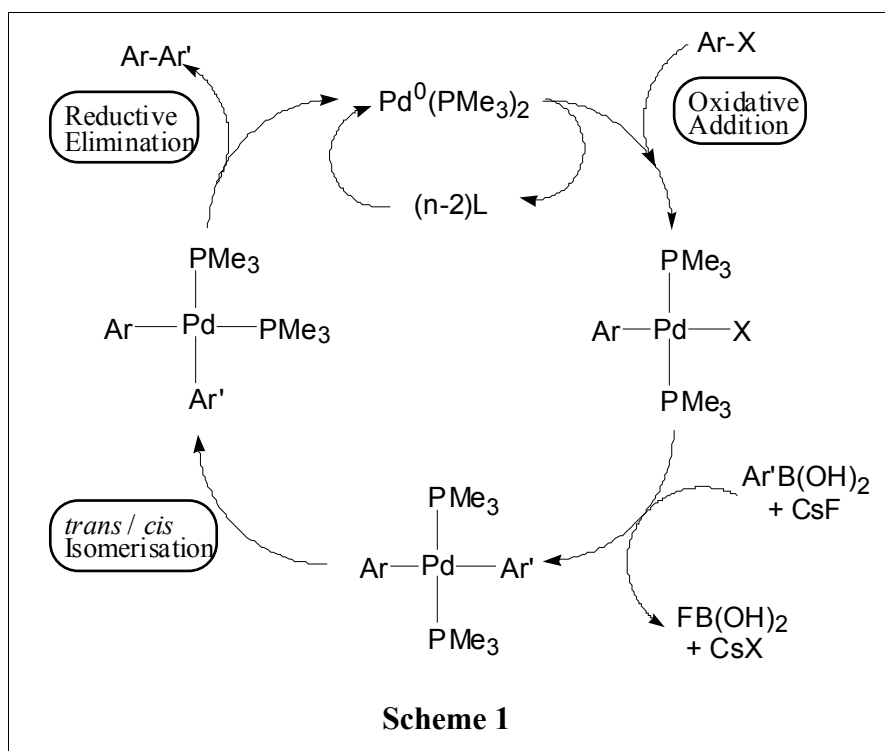 Ar-Ar'
Ar-X
Reductive
Elimination
Pd⁰(PMe₃)₂
Oxidative
Addition
(n-2)L
PMe₃
Ar—Pd—PMe₃
Ar'
PMe₃
Ar—Pd—X
PMe₃
Ar'B(OH)₂
+ CsF
trans / cis
Isomerisation
PMe₃
Ar—Pd—Ar'
PMe₃
FB(OH)₂
+ CsX
Scheme 1